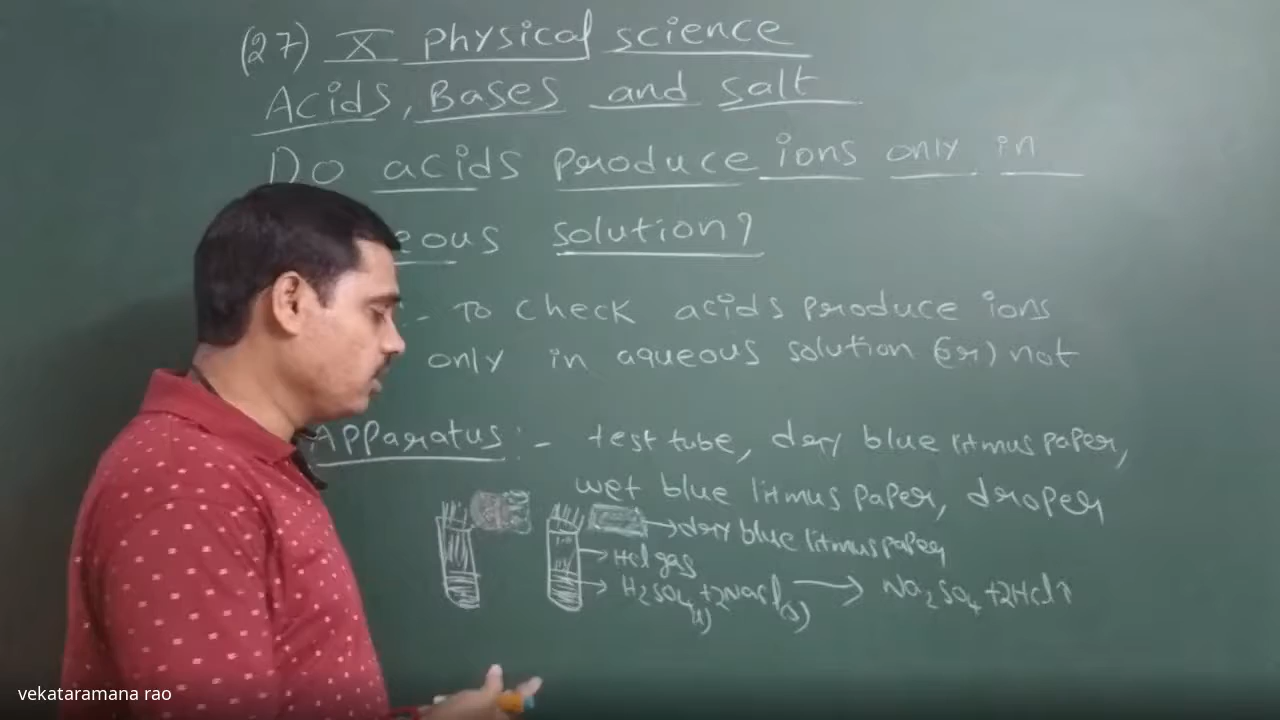 (27) X physical science
Acids, Bases and salt
Do acids produce ions only in
eous solution?
:- To check acids produce ions
only in aqueous solution (or) not
Apparatus :- test tube, dry blue litmus paper,
wet blue litmus paper, droper
→ dry blue litmus paper
→ Hcl gas
→ H₂SO₄(l) + 2Nacl(s) → Na₂SO₄ + 2Hcl↑
vekataramana rao